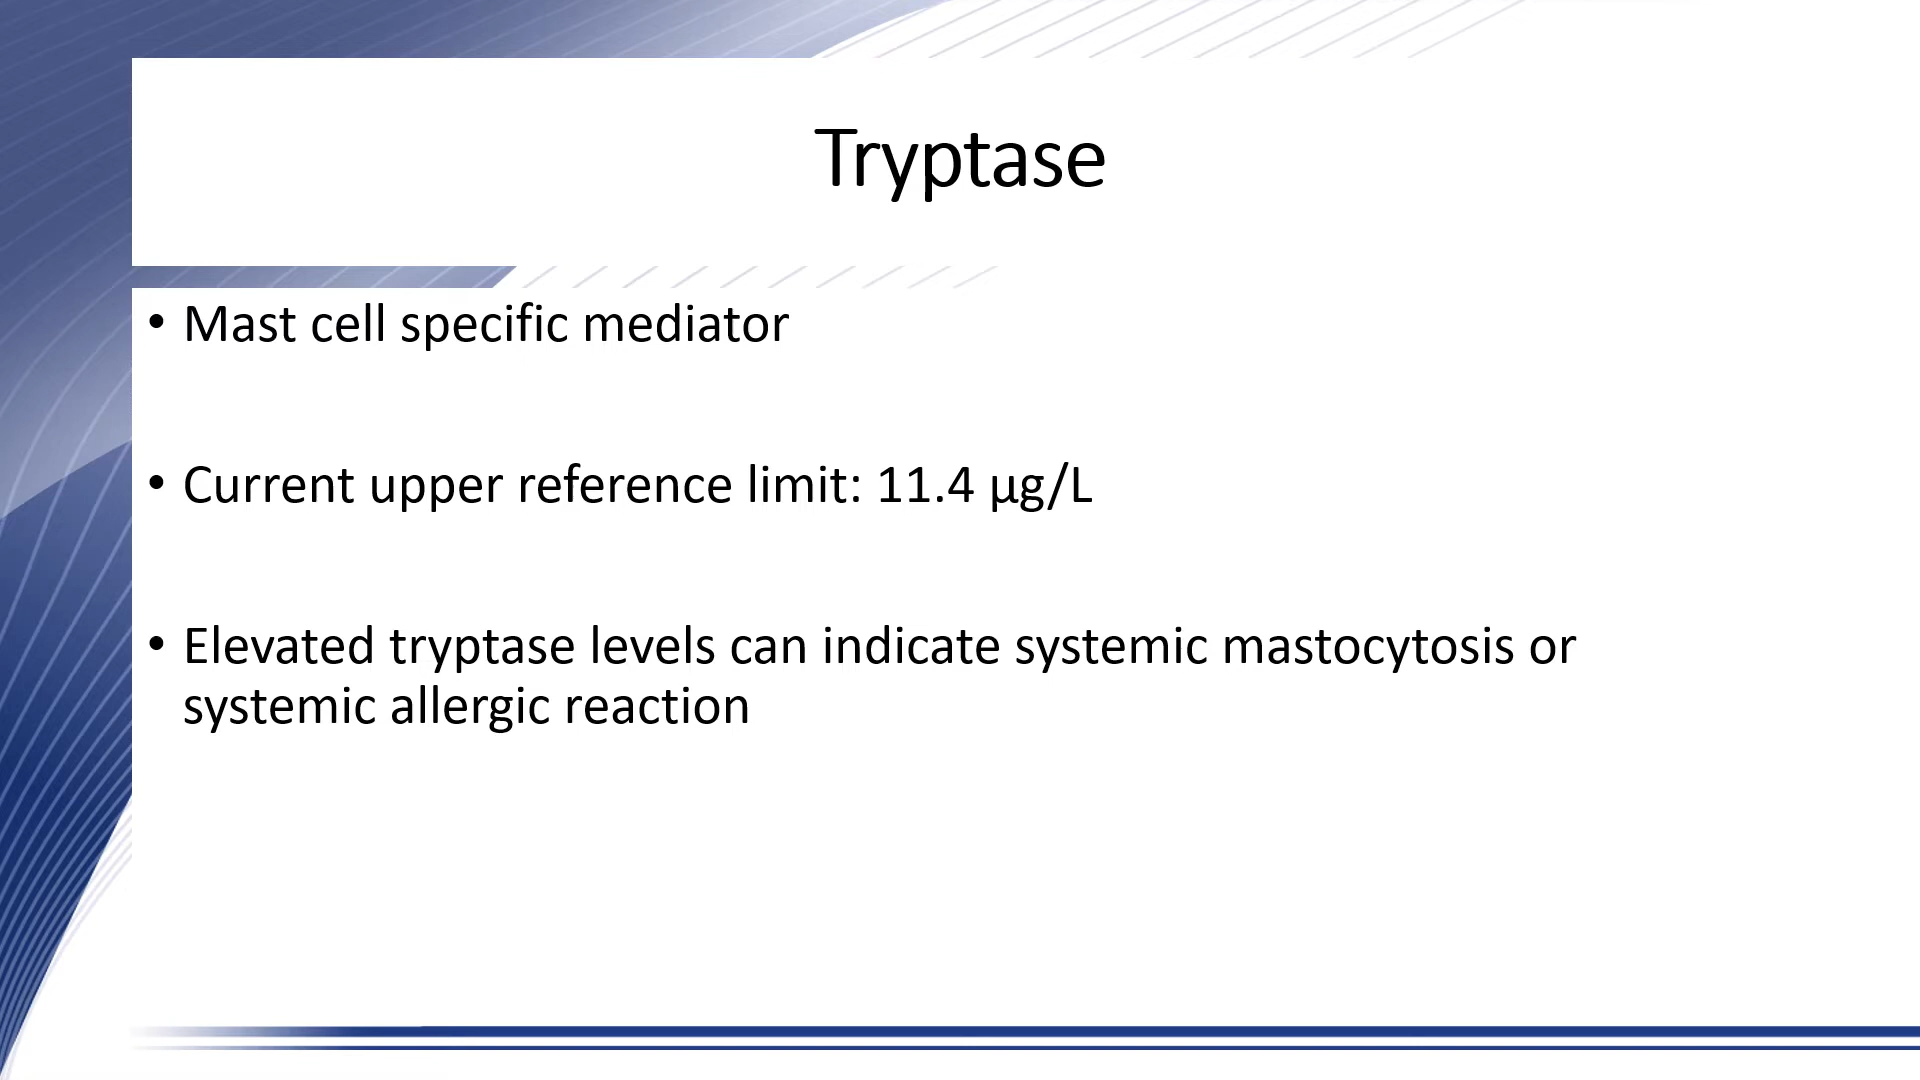 Tryptase
• Mast cell specific mediator
• Current upper reference limit: 11.4 µg/L
• Elevated tryptase levels can indicate systemic mastocytosis or
systemic allergic reaction